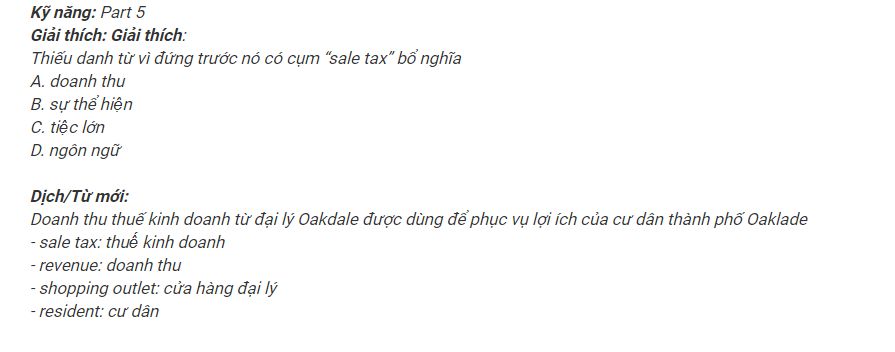 Kỹ năng: Part 5
Giải thích: Giải thích:
Thiếu danh từ vì đứng trước nó có cụm “sale tax” bổ nghĩa
A. doanh thu
B. sự thể hiện
C. tiệc lớn
D. ngôn ngữ
Dịch/Từ mới:
Doanh thu thuế kinh doanh từ đại lý Oakdale được dùng để phục vụ lợi ích của cư dân thành phố Oaklade
- sale tax: thuế kinh doanh
- revenue: doanh thu
- shopping outlet: cửa hàng đại lý
- resident: cư dân